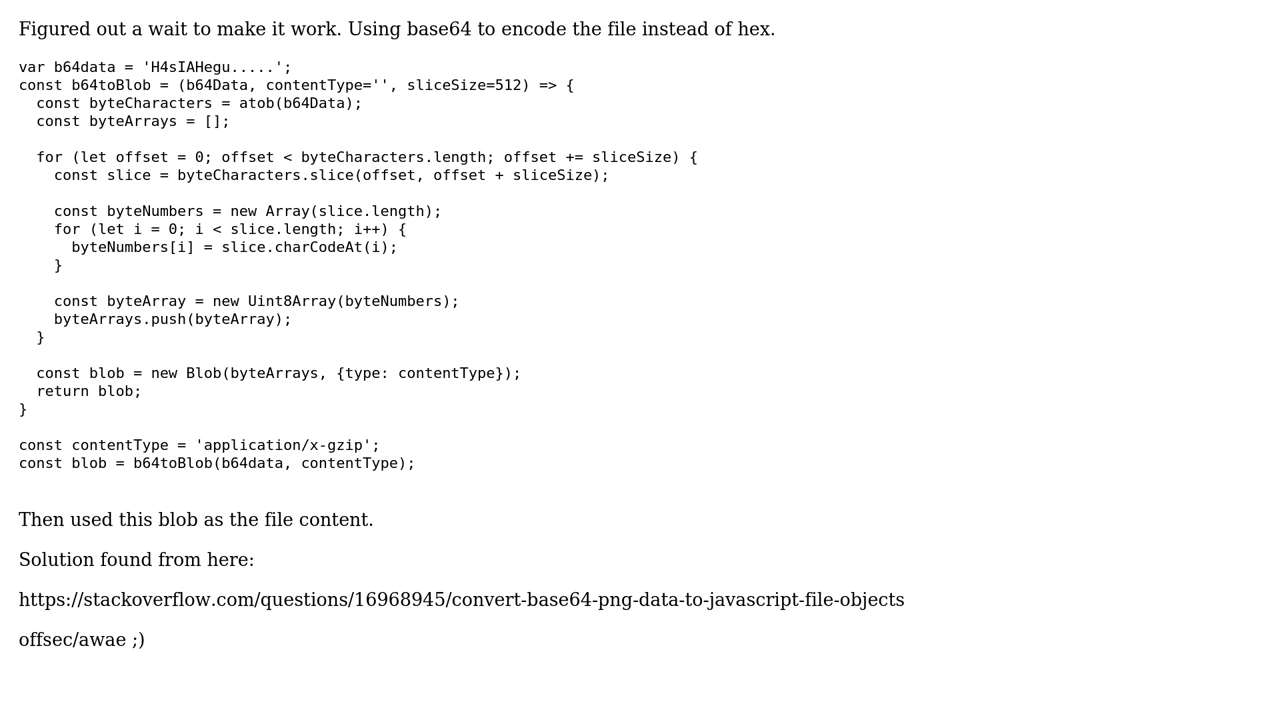 Figured out a wait to make it work. Using base64 to encode the file instead of hex.
var b64data = 'H4sIAHegu.....';
const b64toBlob = (b64Data, contentType='', sliceSize=512) => {
  const byteCharacters = atob(b64Data);
  const byteArrays = [];

  for (let offset = 0; offset < byteCharacters.length; offset += sliceSize) {
    const slice = byteCharacters.slice(offset, offset + sliceSize);

    const byteNumbers = new Array(slice.length);
    for (let i = 0; i < slice.length; i++) {
      byteNumbers[i] = slice.charCodeAt(i);
    }

    const byteArray = new Uint8Array(byteNumbers);
    byteArrays.push(byteArray);
  }

  const blob = new Blob(byteArrays, {type: contentType});
  return blob;
}

const contentType = 'application/x-gzip';
const blob = b64toBlob(b64data, contentType);

Then used this blob as the file content.
Solution found from here:
https://stackoverflow.com/questions/16968945/convert-base64-png-data-to-javascript-file-objects
offsec/awae ;)